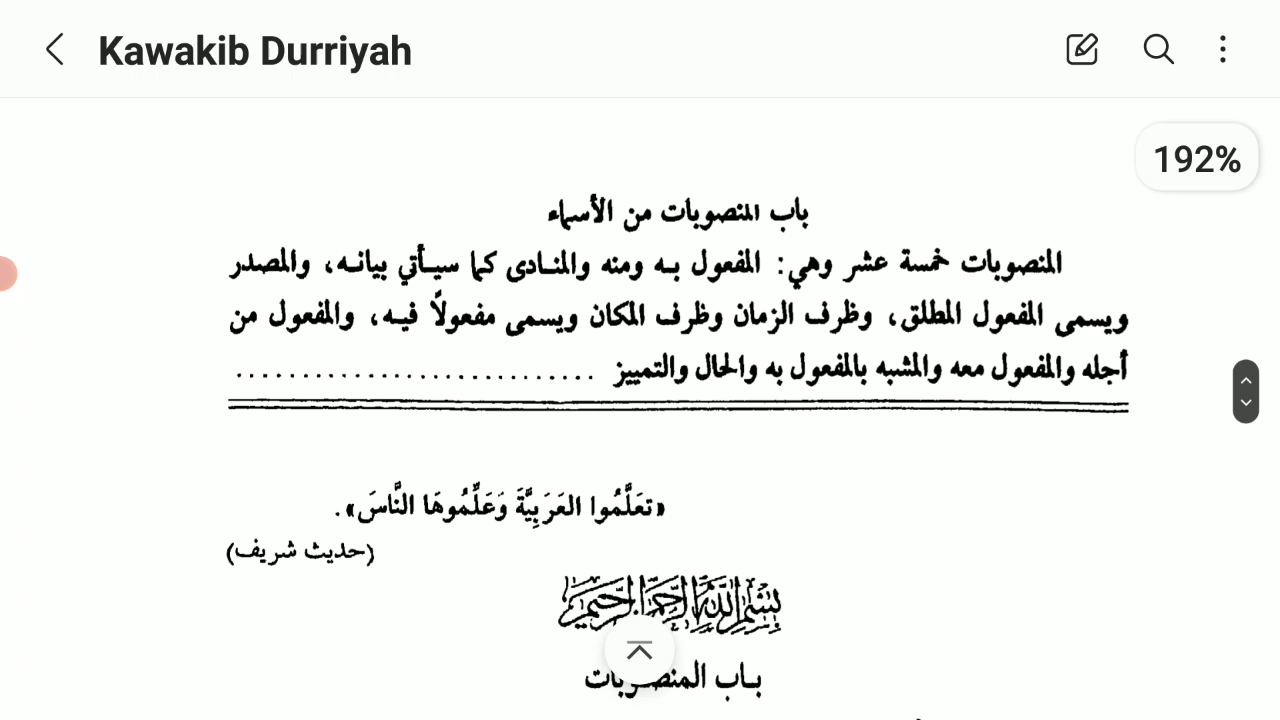 Kawakib Durriyah
192%
باب المنصوبات من الأسماء
المنصوبات خمسة عشر وهي: المفعول به ومنه والمنادى كما سيأتي بيانه، والمصدر
ويسمى المفعول المطلق، وظرف الزمان وظرف المكان ويسمى مفعولاً فيه، والمفعول من
أجله والمفعول معه والمشبه بالمفعول به والحال والتمييز ...........................
«تعَلَّمُوا العَرَبِيَّةَ وَعَلِّمُوهَا النَّاسَ».
(حديث شريف)
بسم الله الرحمن الرحيم
باب المنصوبات